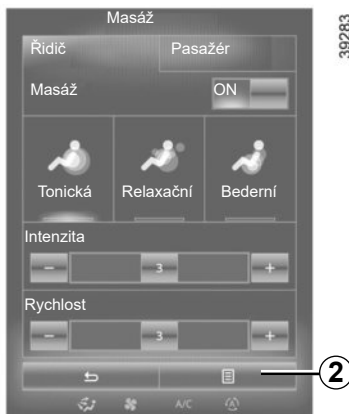 Masáž
Řidič Pasažér
Masáž ON
Tonická Relaxační Bederní
Intenzita
- 3 +
Rychlost
- 3 +
2
A/C
39283